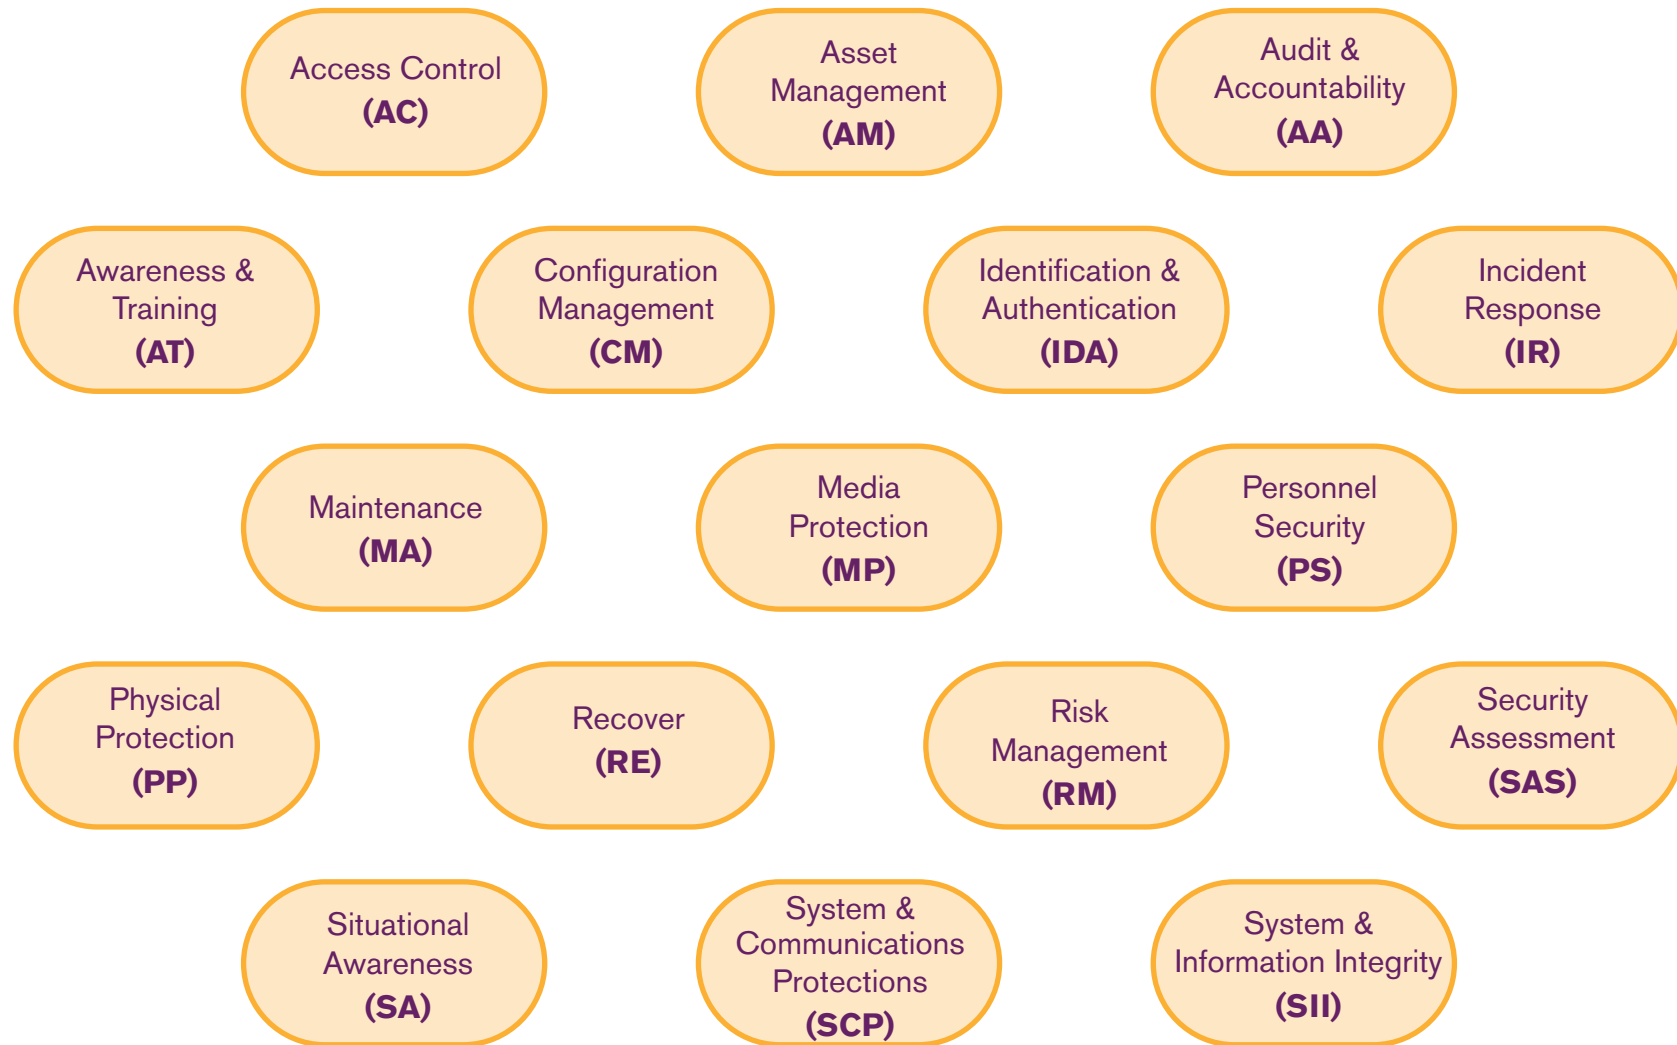 Access Control
(AC)
Asset
Management
(AM)
Audit &
Accountability
(AA)
Awareness &
Training
(AT)
Configuration
Management
(CM)
Identification &
Authentication
(IDA)
Incident
Response
(IR)
Maintenance
(MA)
Media
Protection
(MP)
Personnel
Security
(PS)
Physical
Protection
(PP)
Recover
(RE)
Risk
Management
(RM)
Security
Assessment
(SAS)
Situational
Awareness
(SA)
System &
Communications
Protections
(SCP)
System &
Information Integrity
(SII)